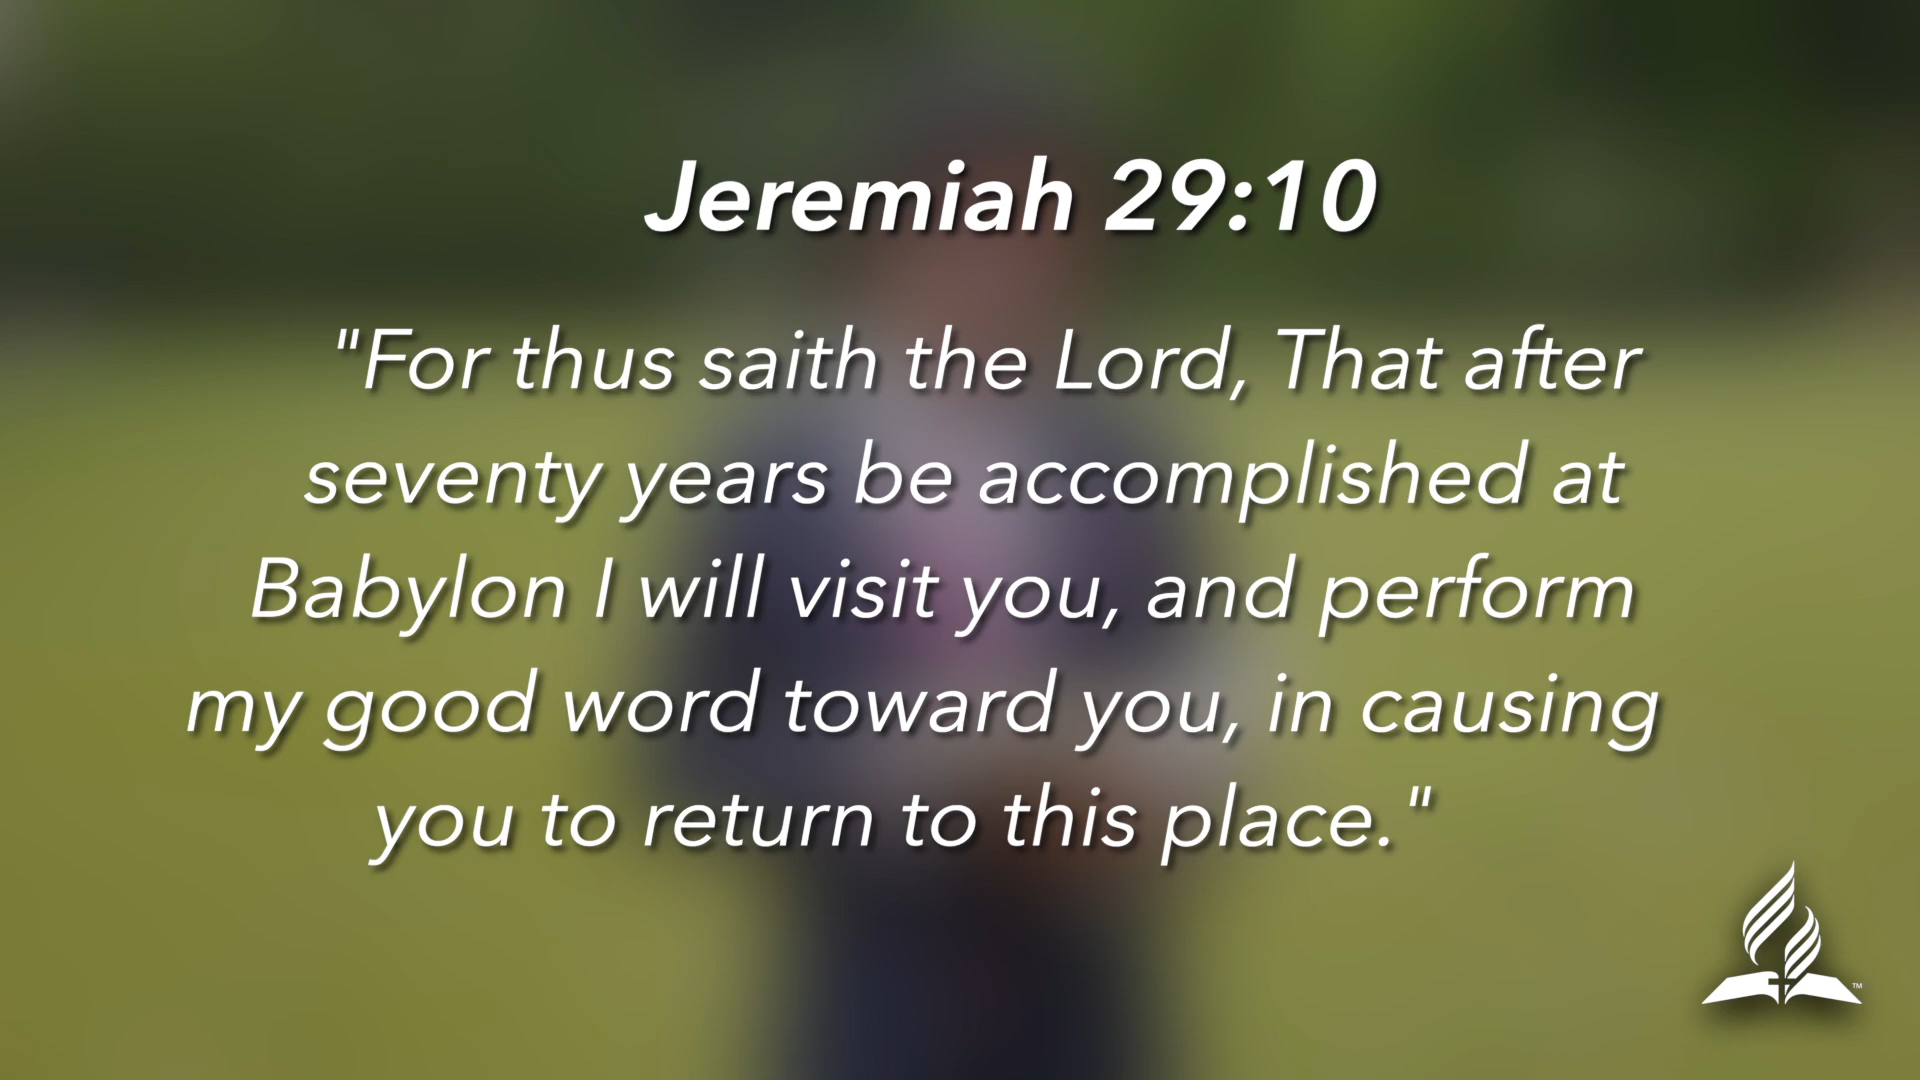 Jeremiah 29:10
"For thus saith the Lord, That after
seventy years be accomplished at
Babylon I will visit you, and perform
my good word toward you, in causing
you to return to this place."
™